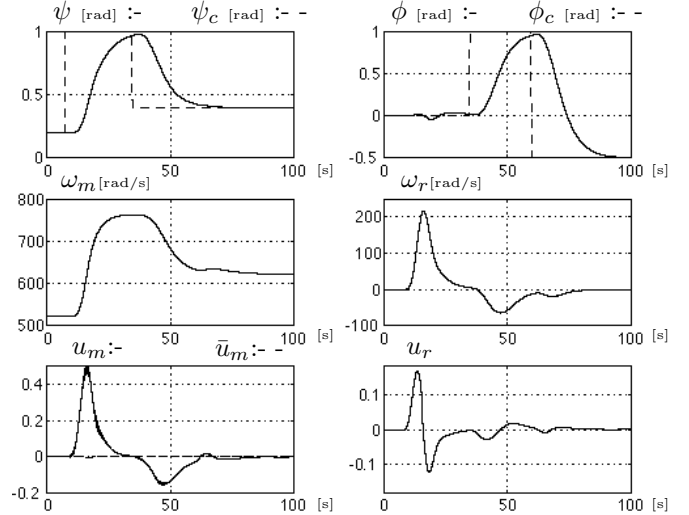 ψ [rad] :- ψc [rad] :- -
1
0.5
0
0 50 100 [s]
ϕ [rad] :- ϕc [rad] :- -
1
0.5
0
-0.5
0 50 100 [s]
ωm[rad/s]
800
700
600
500
0 50 100 [s]
ωr[rad/s]
200
100
0
-100
0 50 100 [s]
um:- ūm:- -
0.4
0.2
0
-0.2
0 50 100 [s]
ur
0.1
0
-0.1
0 50 100 [s]